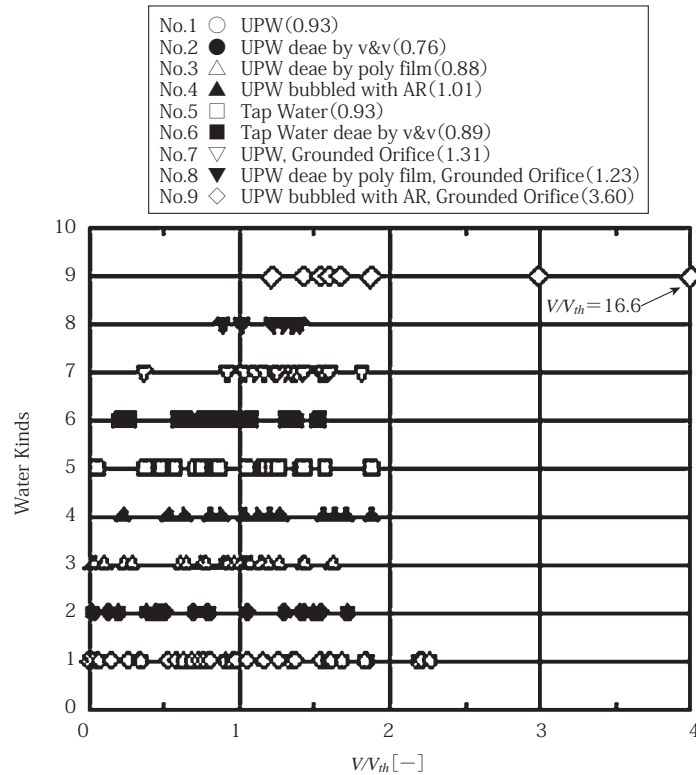 No.1 ○ UPW(0.93)
No.2 ● UPW deae by v&v(0.76)
No.3 △ UPW deae by poly film(0.88)
No.4 ▲ UPW bubbled with AR(1.01)
No.5 □ Tap Water(0.93)
No.6 ■ Tap Water deae by v&v(0.89)
No.7 ▽ UPW, Grounded Orifice(1.31)
No.8 ▼ UPW deae by poly film, Grounded Orifice(1.23)
No.9 ◇ UPW bubbled with AR, Grounded Orifice(3.60)
10
9
V/Vth=16.6
8
7
6
Water Kinds
5
4
3
2
1
0
0 1 2 3 4
V/Vth[—]